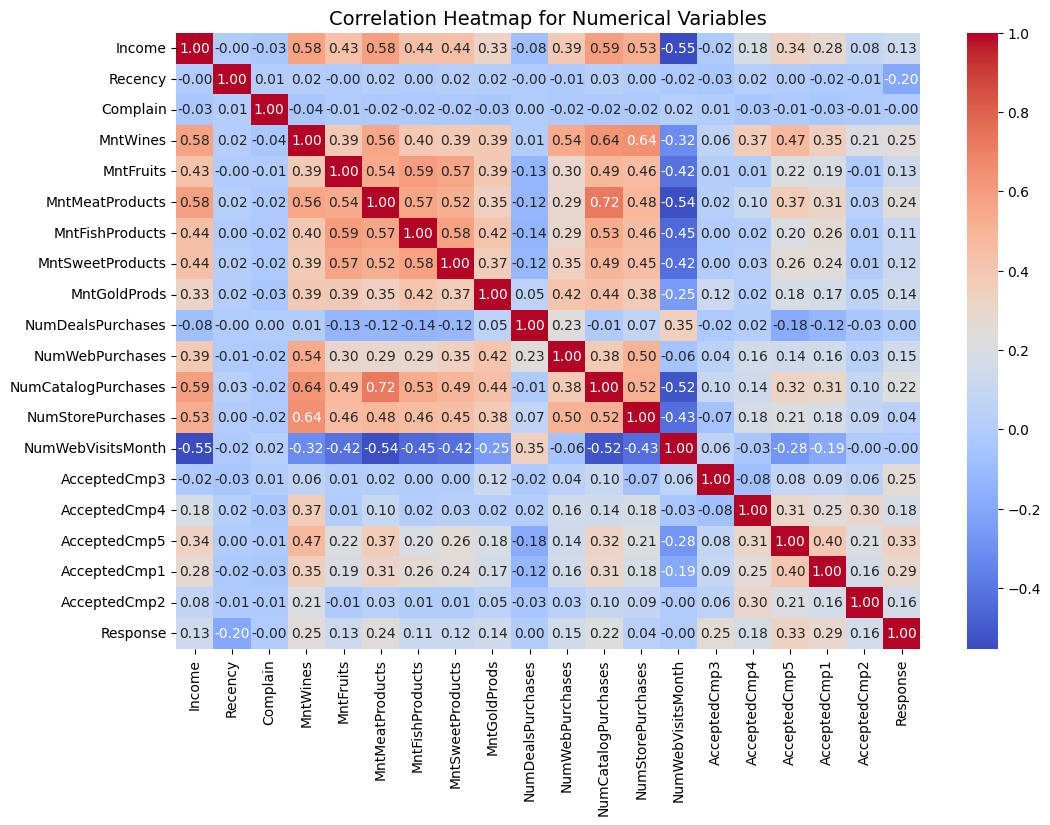 Correlation Heatmap for Numerical Variables
Income 1.00 -0.00 -0.03 0.58 0.43 0.58 0.44 0.44 0.33 -0.08 0.39 0.59 0.53 -0.55 -0.02 0.18 0.34 0.28 0.08 0.13
Recency -0.00 1.00 0.01 0.02 -0.00 0.02 0.00 0.02 0.02 -0.00 -0.01 0.03 0.00 -0.02 -0.03 0.02 0.00 -0.02 -0.01 -0.20
Complain -0.03 0.01 1.00 -0.04 -0.01 -0.02 -0.02 -0.02 -0.03 0.00 -0.02 -0.02 -0.02 0.02 0.01 -0.03 -0.01 -0.03 -0.01 -0.00
MntWines 0.58 0.02 -0.04 1.00 0.39 0.56 0.40 0.39 0.39 0.01 0.54 0.64 0.64 -0.32 0.06 0.37 0.47 0.35 0.21 0.25
MntFruits 0.43 -0.00 -0.01 0.39 1.00 0.54 0.59 0.57 0.39 -0.13 0.30 0.49 0.46 -0.42 0.01 0.01 0.22 0.19 -0.01 0.13
MntMeatProducts 0.58 0.02 -0.02 0.56 0.54 1.00 0.57 0.52 0.35 -0.12 0.29 0.72 0.48 -0.54 0.02 0.10 0.37 0.31 0.03 0.24
MntFishProducts 0.44 0.00 -0.02 0.40 0.59 0.57 1.00 0.58 0.42 -0.14 0.29 0.53 0.46 -0.45 0.00 0.02 0.20 0.26 0.01 0.11
MntSweetProducts 0.44 0.02 -0.02 0.39 0.57 0.52 0.58 1.00 0.37 -0.12 0.35 0.49 0.45 -0.42 0.00 0.03 0.26 0.24 0.01 0.12
MntGoldProds 0.33 0.02 -0.03 0.39 0.39 0.35 0.42 0.37 1.00 0.05 0.42 0.44 0.38 -0.25 0.12 0.02 0.18 0.17 0.05 0.14
NumDealsPurchases -0.08 -0.00 0.00 0.01 -0.13 -0.12 -0.14 -0.12 0.05 1.00 0.23 -0.01 0.07 0.35 -0.02 0.02 -0.18 -0.12 -0.03 0.00
NumWebPurchases 0.39 -0.01 -0.02 0.54 0.30 0.29 0.29 0.35 0.42 0.23 1.00 0.38 0.50 -0.06 0.04 0.16 0.14 0.16 0.03 0.15
NumCatalogPurchases 0.59 0.03 -0.02 0.64 0.49 0.72 0.53 0.49 0.44 -0.01 0.38 1.00 0.52 -0.52 0.10 0.14 0.32 0.31 0.10 0.22
NumStorePurchases 0.53 0.00 -0.02 0.64 0.46 0.48 0.46 0.45 0.38 0.07 0.50 0.52 1.00 -0.43 -0.07 0.18 0.21 0.18 0.09 0.04
NumWebVisitsMonth -0.55 -0.02 0.02 -0.32 -0.42 -0.54 -0.45 -0.42 -0.25 0.35 -0.06 -0.52 -0.43 1.00 0.06 -0.03 -0.28 -0.19 -0.00 -0.00
AcceptedCmp3 -0.02 -0.03 0.01 0.06 0.01 0.02 0.00 0.00 0.12 -0.02 0.04 0.10 -0.07 0.06 1.00 -0.08 0.08 0.09 0.06 0.25
AcceptedCmp4 0.18 0.02 -0.03 0.37 0.01 0.10 0.02 0.03 0.02 0.02 0.16 0.14 0.18 -0.03 -0.08 1.00 0.31 0.25 0.30 0.18
AcceptedCmp5 0.34 0.00 -0.01 0.47 0.22 0.37 0.20 0.26 0.18 -0.18 0.14 0.32 0.21 -0.28 0.08 0.31 1.00 0.40 0.21 0.33
AcceptedCmp1 0.28 -0.02 -0.03 0.35 0.19 0.31 0.26 0.24 0.17 -0.12 0.16 0.31 0.18 -0.19 0.09 0.25 0.40 1.00 0.16 0.29
AcceptedCmp2 0.08 -0.01 -0.01 0.21 -0.01 0.03 0.01 0.01 0.05 -0.03 0.03 0.10 0.09 -0.00 0.06 0.30 0.21 0.16 1.00 0.16
Response 0.13 -0.20 -0.00 0.25 0.13 0.24 0.11 0.12 0.14 0.00 0.15 0.22 0.04 -0.00 0.25 0.18 0.33 0.29 0.16 1.00
Income
Recency
Complain
MntWines
MntFruits
MntMeatProducts
MntFishProducts
MntSweetProducts
MntGoldProds
NumDealsPurchases
NumWebPurchases
NumCatalogPurchases
NumStorePurchases
NumWebVisitsMonth
AcceptedCmp3
AcceptedCmp4
AcceptedCmp5
AcceptedCmp1
AcceptedCmp2
Response
1.0
0.8
0.6
0.4
0.2
0.0
−0.2
−0.4